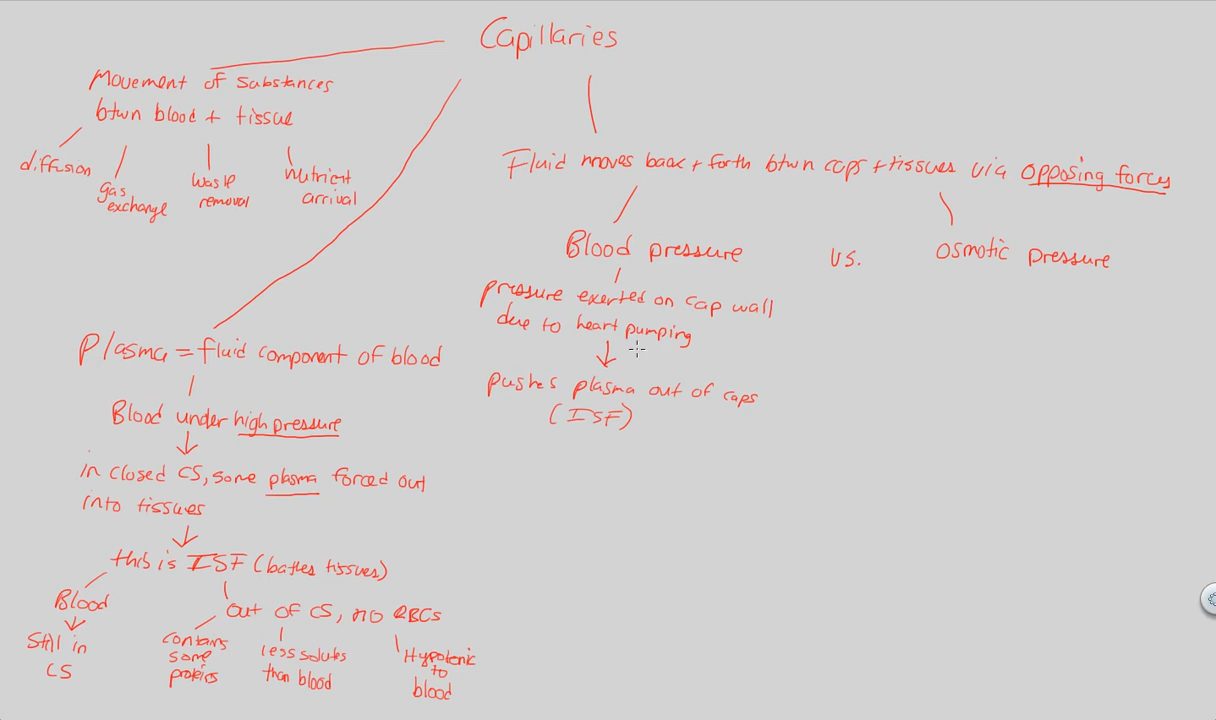 Capillaries
Movement of substances
btwn blood + tissue
diffusion
gas
exchange
waste
removal
nutrient
arrival
Plasma = fluid component of blood
Blood under high pressure
in closed CS, some plasma forced out
into tissues
this is ISF (bathes tissues)
Blood
Still in
CS
out of CS, no RBCs
contains
some
proteins
less solutes
than blood
Hypotonic
to
blood
Fluid moves back + forth btwn caps + tissues via opposing forces
Blood pressure
vs.
osmotic pressure
pressure exerted on cap wall
due to heart pumping
pushes plasma out of caps
(ISF)